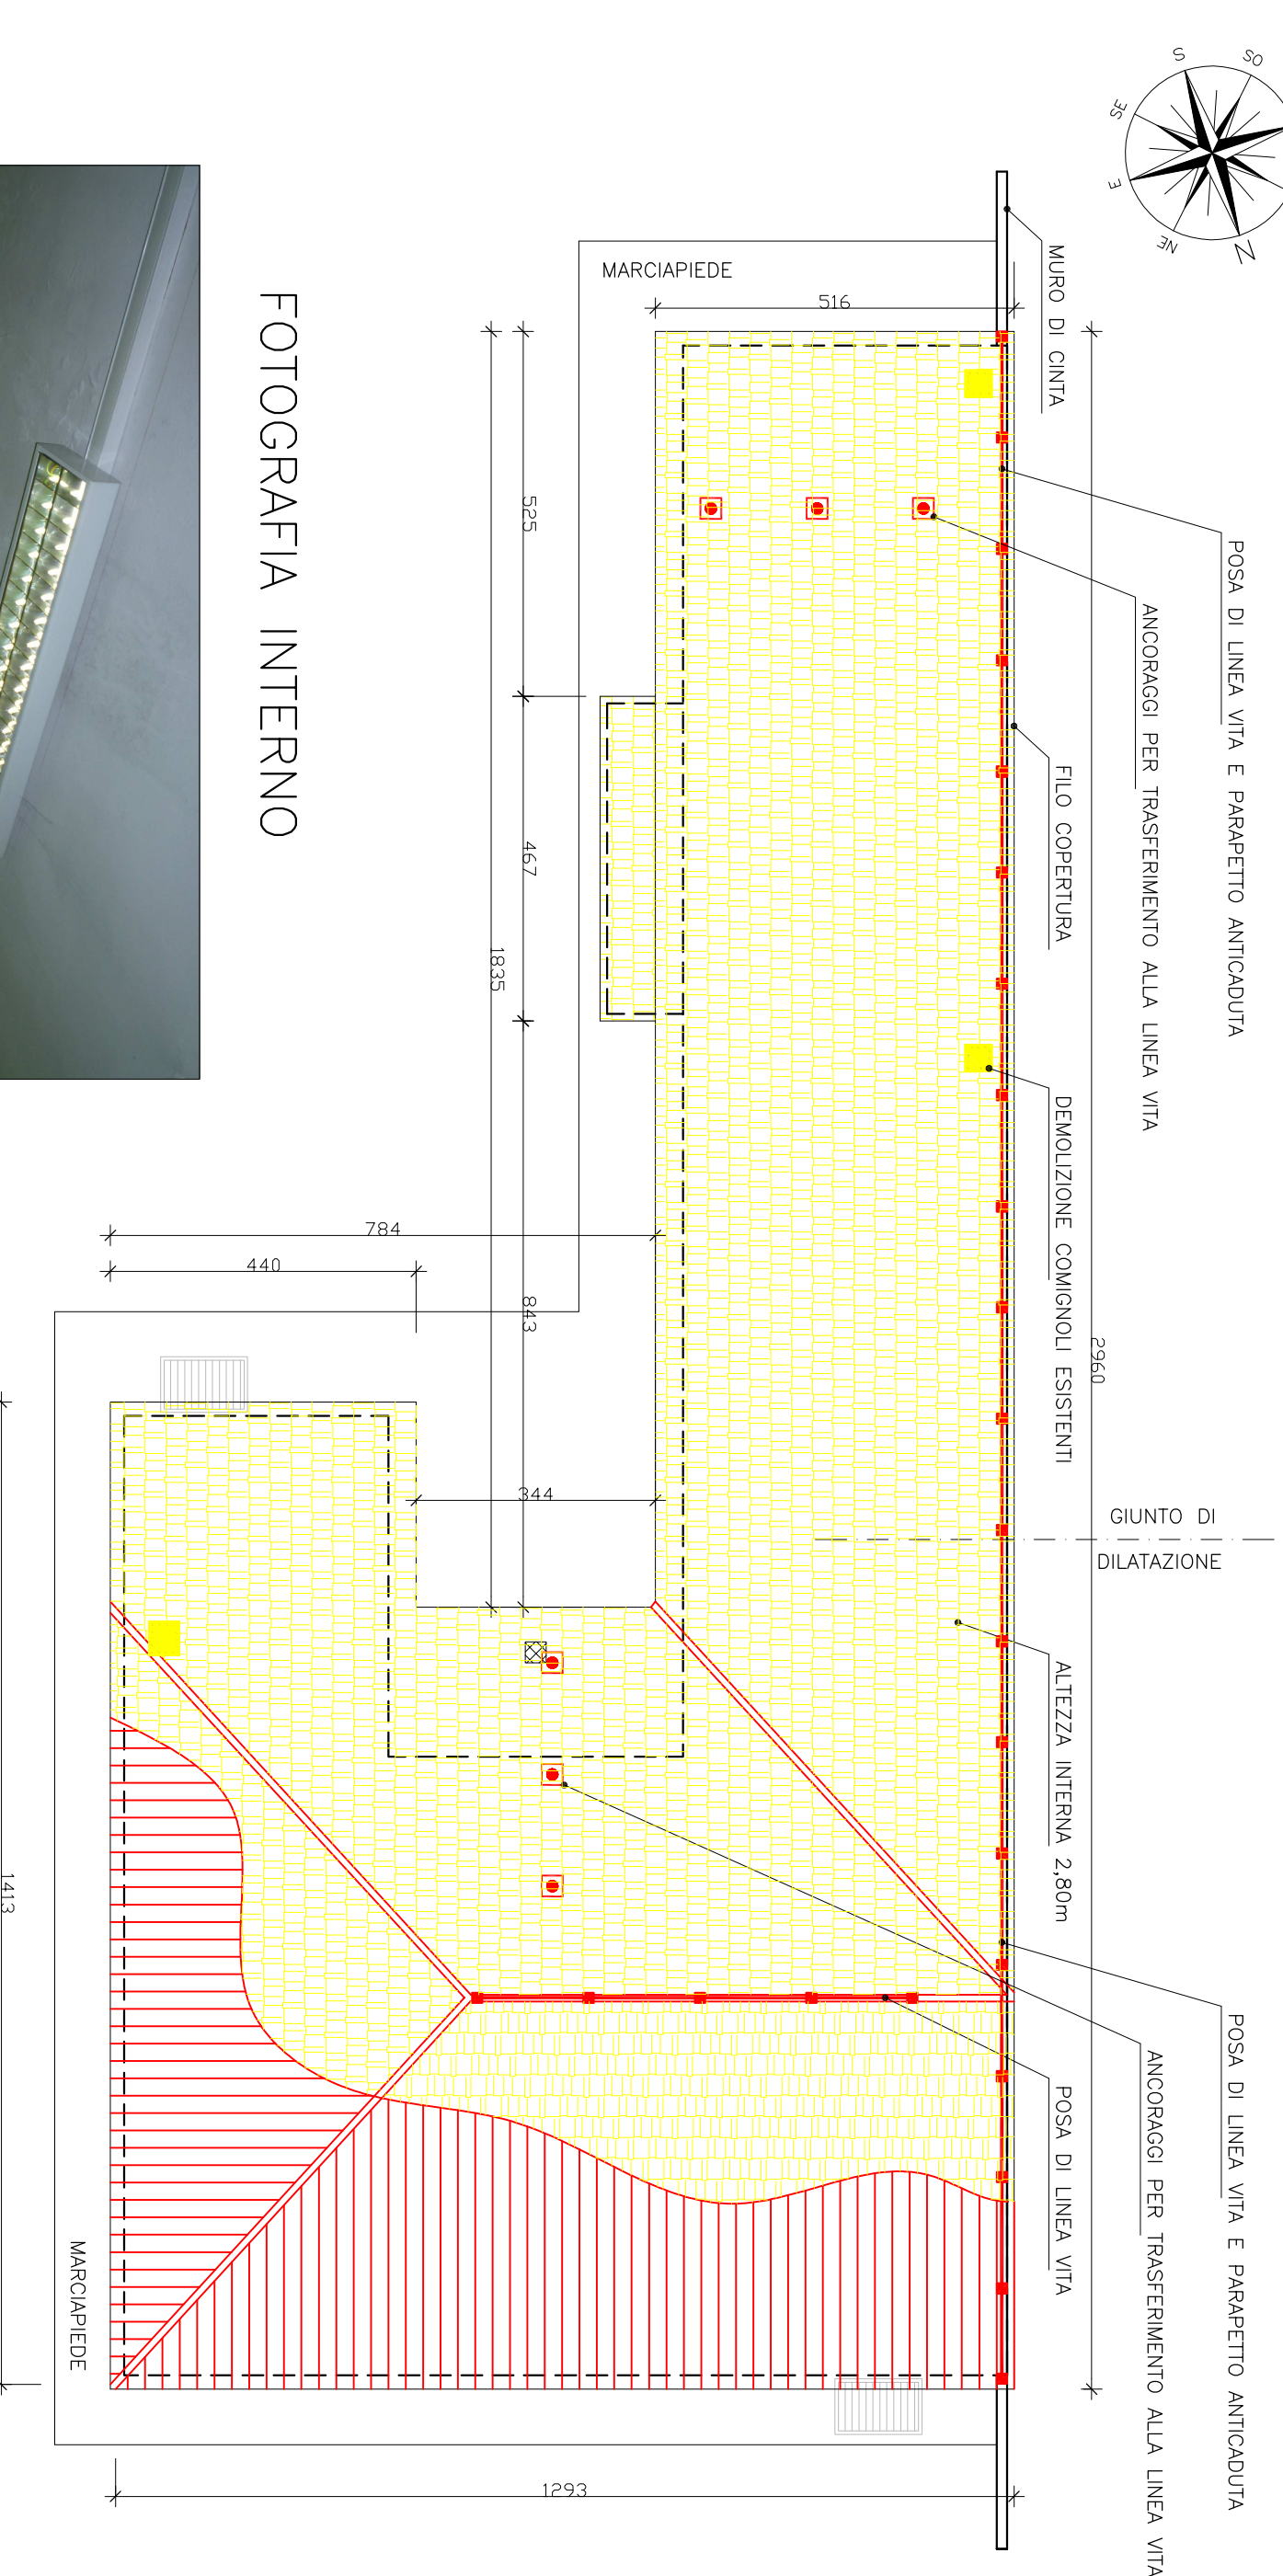 S
SO
SE
E
NE
N
MURO DI CINTA
MARCIAPIEDE
516
POSA DI LINEA VITA E PARAPETTO ANTICADUTA
ANCORAGGI PER TRASFERIMENTO ALLA LINEA VITA
FILO COPERTURA
DEMOLIZIONE COMIGNOLI ESISTENTI
2960
FOTOGRAFIA INTERNO
525
467
1835
843
784
440
344
GIUNTO DI
DILATAZIONE
ALTEZZA INTERNA 2,80m
POSA DI LINEA VITA E PARAPETTO ANTICADUTA
ANCORAGGI PER TRASFERIMENTO ALLA LINEA VITA
POSA DI LINEA VITA
1413
MARCIAPIEDE
1293